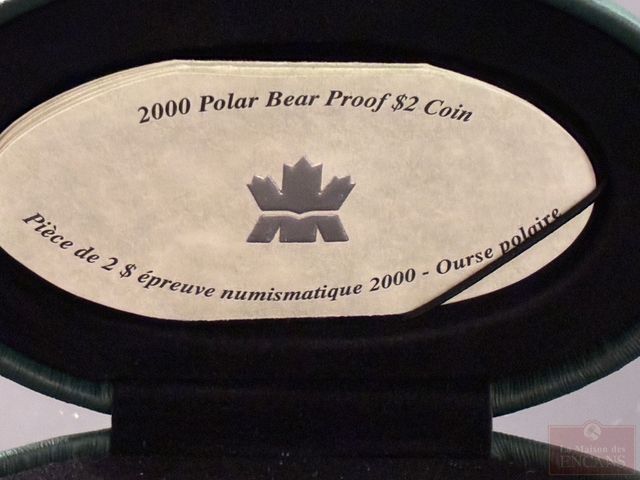 2000 Polar Bear Proof $2 Coin
Pièce de 2 $ épreuve numismatique 2000 - Ourse polaire
La Maison des
ENCANS